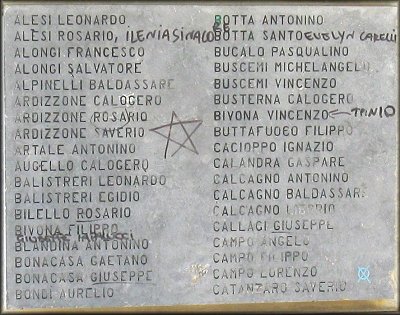 ALESI LEONARDO
ALESI ROSARIO, ILENIA SINACORI
ALONGI FRANCESCO
ALONGI SALVATORE
ALPINELLI BALDASSARE
ARDIZZONE CALOGERO
ARDIZZONE ROSARIO
ARDIZZONE SAVERIO
ARTALE ANTONINO
AUGELLO CALOGERO
BALISTRERI LEONARDO
BALISTRERI EGIDIO
BILELLO ROSARIO
BIVONA FILIPPO
BLANDINA ANTONINO
BONACASA GAETANO
BONACASA GIUSEPPE
BONDI AURELIO
BOTTA ANTONINO
BOTTA SANTO EVELYN CARELLI
BUCALO PASQUALINO
BUSCEMI MICHELANGELO
BUSCEMI VINCENZO
BUSTERNA CALOGERO
BIVONA VINCENZO
BUTTAFUOGO FILIPPO
CACIOPPO IGNAZIO
CALANDRA GASPARE
CALCAGNO ANTONINO
CALCAGNO BALDASSARE
CALCAGNO
CALLACI GIUSEPPE
CAMPO ANGELO
CAMPO FILIPPO
CAMPO LORENZO
CATANZARO SAVERIO